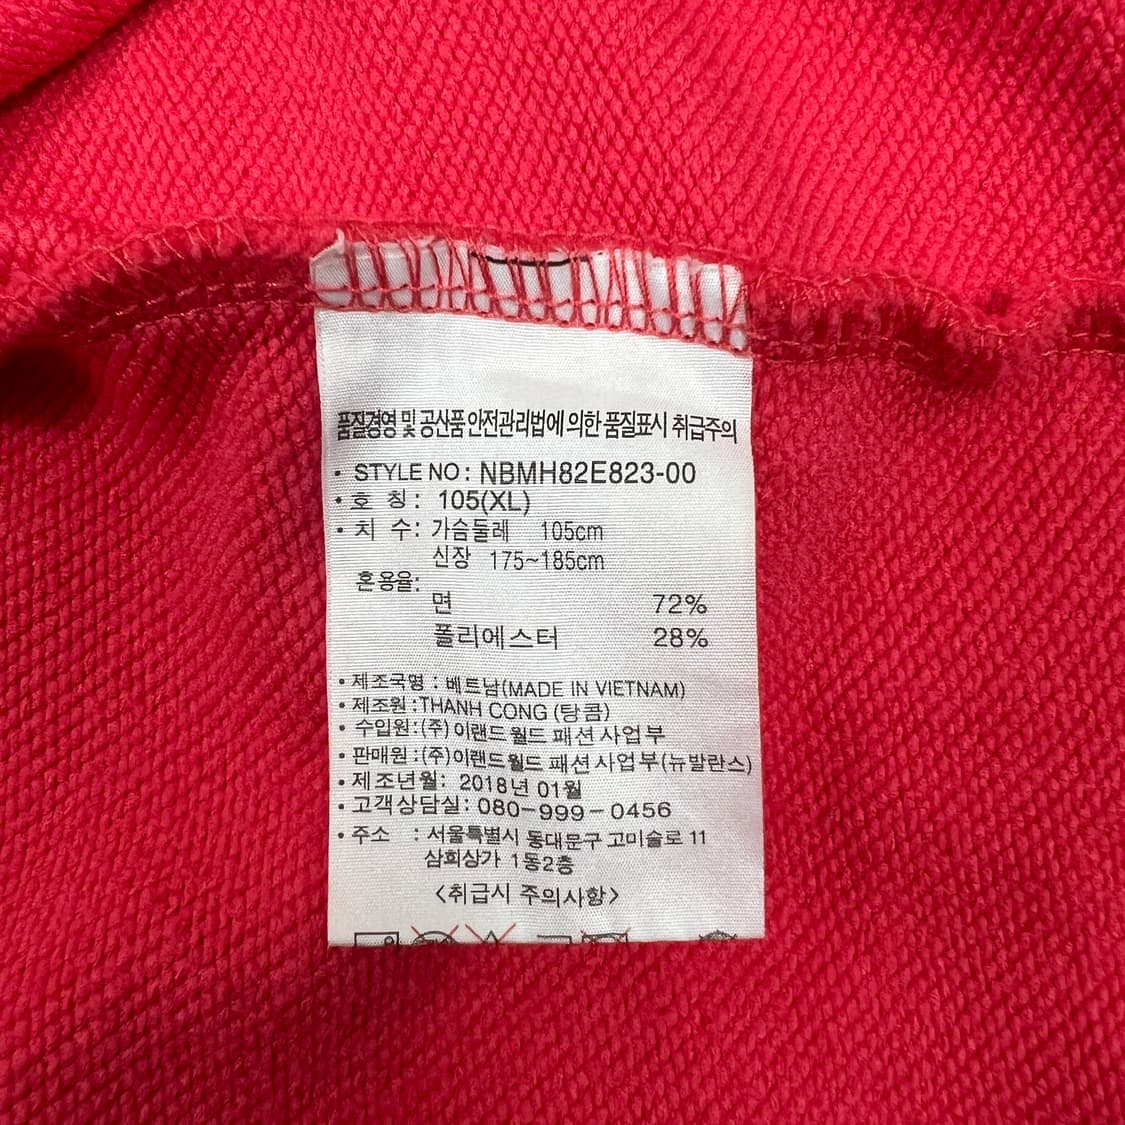 품질경영 및 공산품안전관리법에 의한 품질표시 취급주의
• STYLE NO: NBMH82E823-00
• 호 칭: 105(XL)
• 치 수: 가슴둘레 105cm
신장 175~185cm
혼용율:
면 72%
폴리에스터 28%
• 제조국명 : 베트남(MADE IN VIETNAM)
• 제조원:THANH CONG (탕콤)
• 수입원:(주)이랜드월드 패션사업부
• 판매원:(주)이랜드월드 패션사업부(뉴발란스)
• 제조년월: 2018년 01월
• 고객상담실: 080-999-0456
• 주소 : 서울특별시 동대문구 고미술로 11
삼희상가 1동2층
<취급시 주의사항>